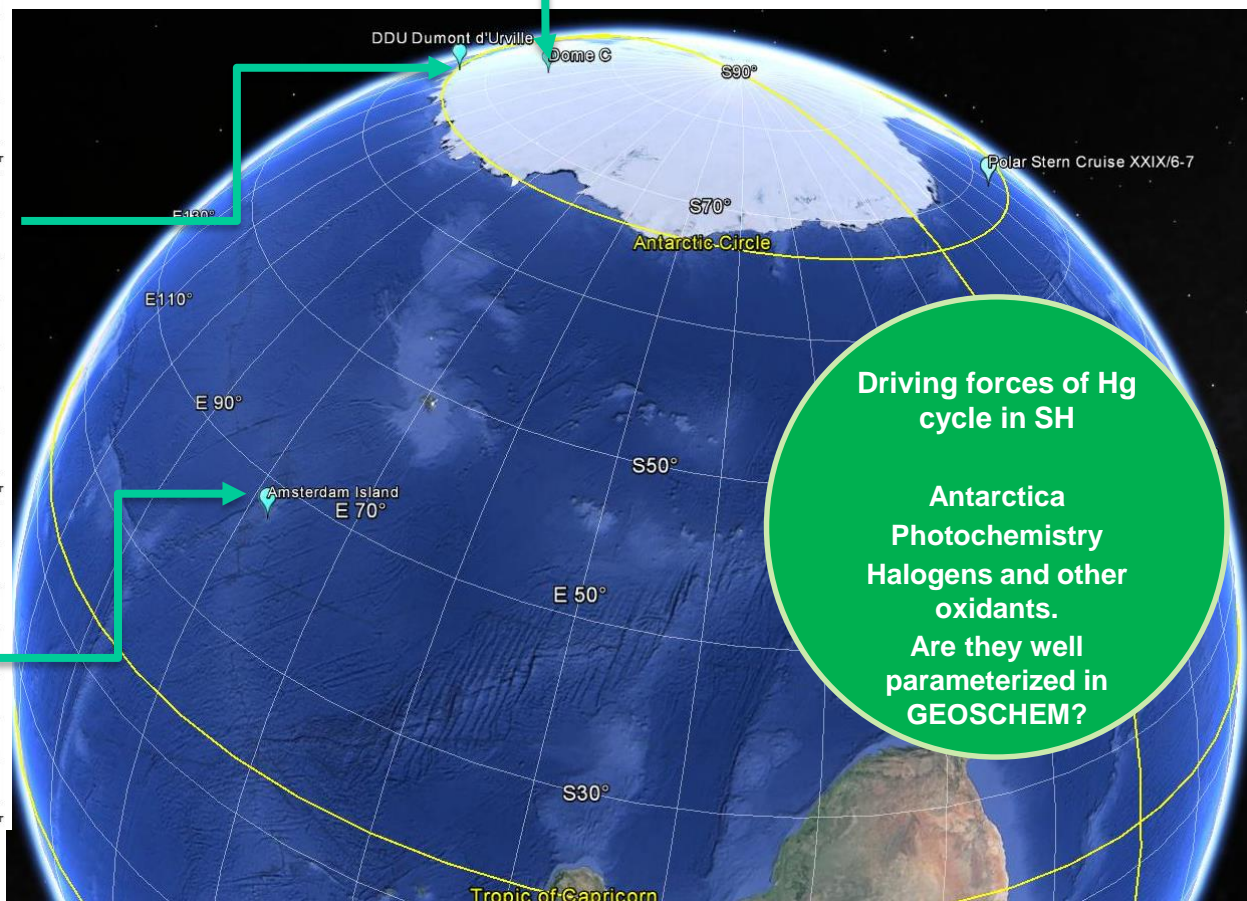 DDU Dumont d'Urville
Dome C
S90°
Polar Stern Cruise XXIX/6-7
E130°
S70°
Antarctic Circle
E110°
E 90°
S50°
Amsterdam Island
E 70°
E 50°
S30°
Tropic of Capricorn
Driving forces of Hg
cycle in SH
Antarctica
Photochemistry
Halogens and other
oxidants.
Are they well
parameterized in
GEOSCHEM?